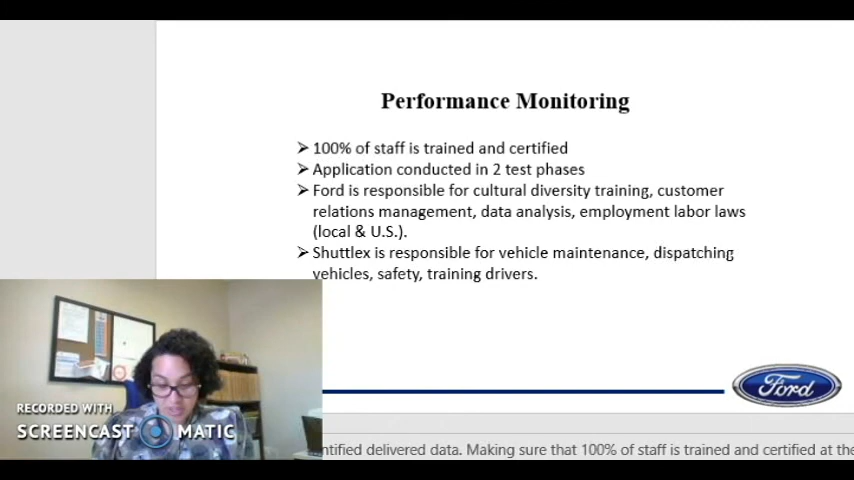 Performance Monitoring
➢ 100% of staff is trained and certified
➢ Application conducted in 2 test phases
➢ Ford is responsible for cultural diversity training, customer
relations management, data analysis, employment labor laws
(local & U.S.).
➢ Shuttlex is responsible for vehicle maintenance, dispatching
vehicles, safety, training drivers.
Ford
RECORDED WITH
SCREENCAST MATIC
delivered data. Making sure that 100% of staff is trained and certified at the